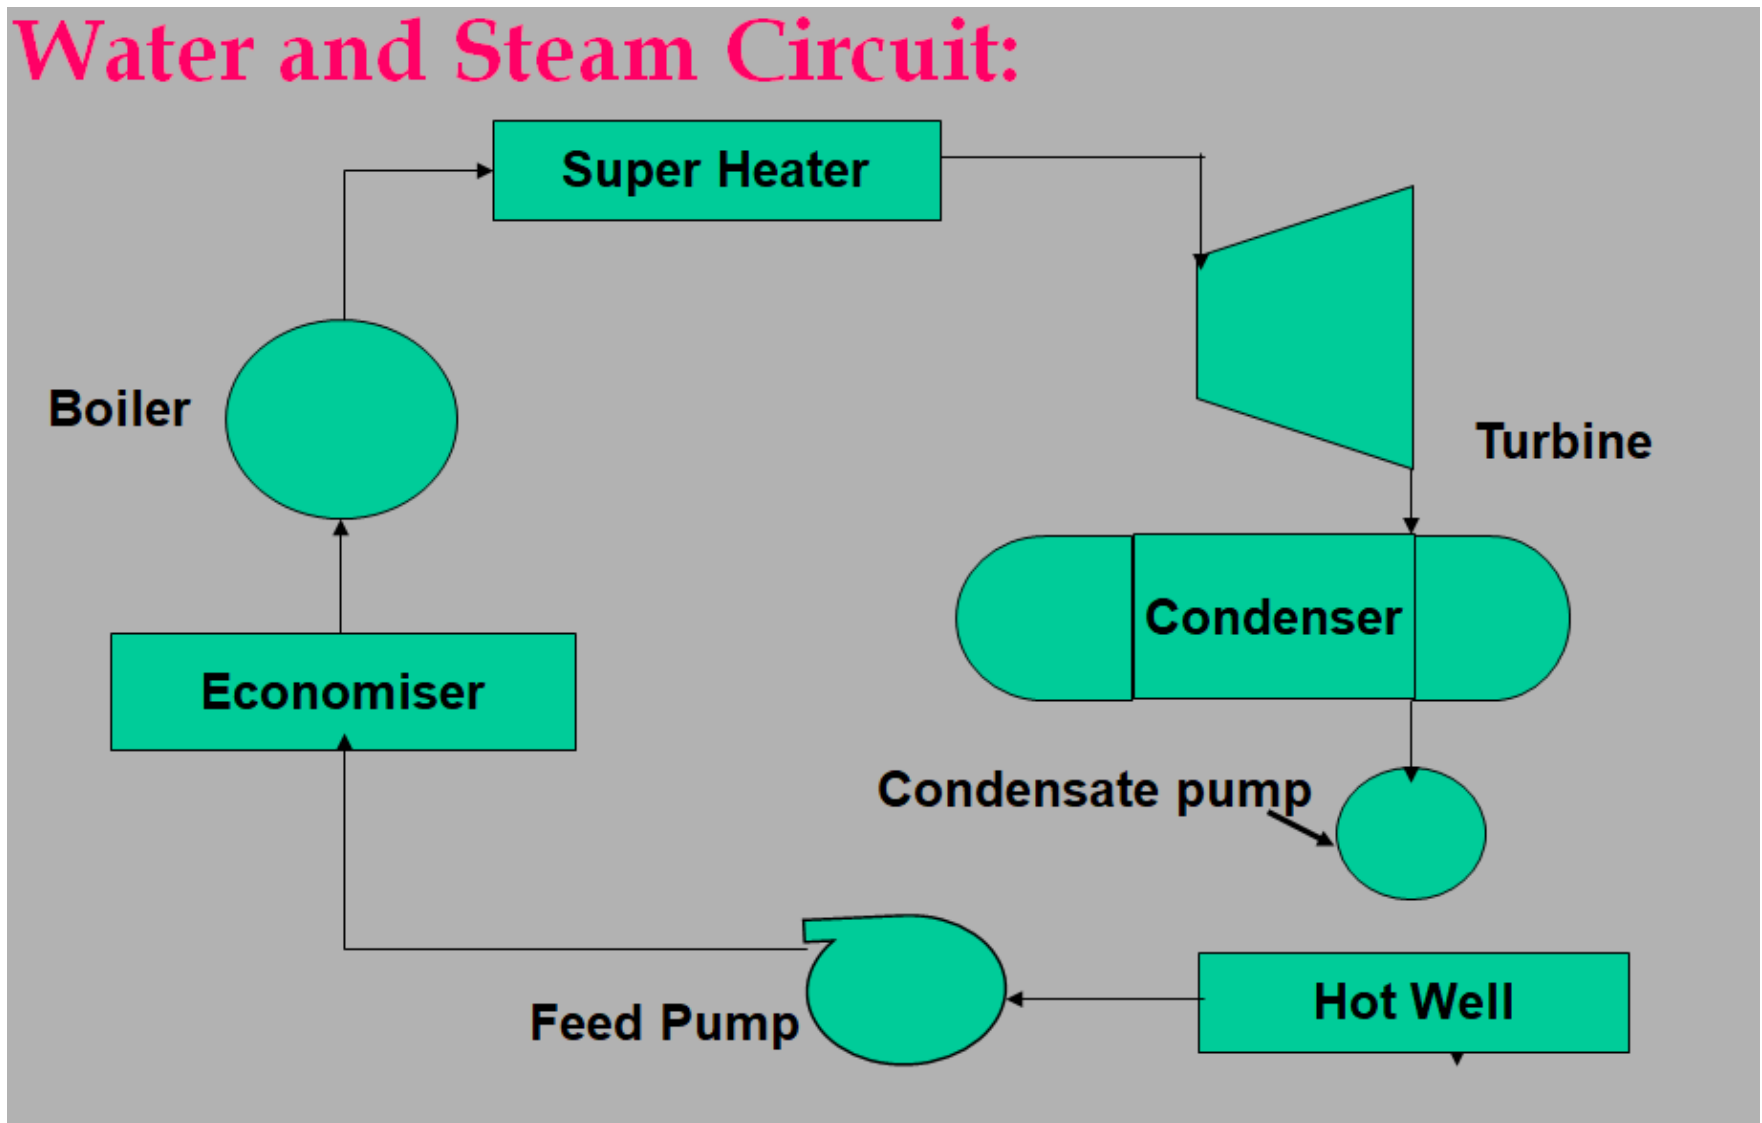 Water and Steam Circuit:
Super Heater
Boiler
Turbine
Condenser
Economiser
Condensate pump
Hot Well
Feed Pump